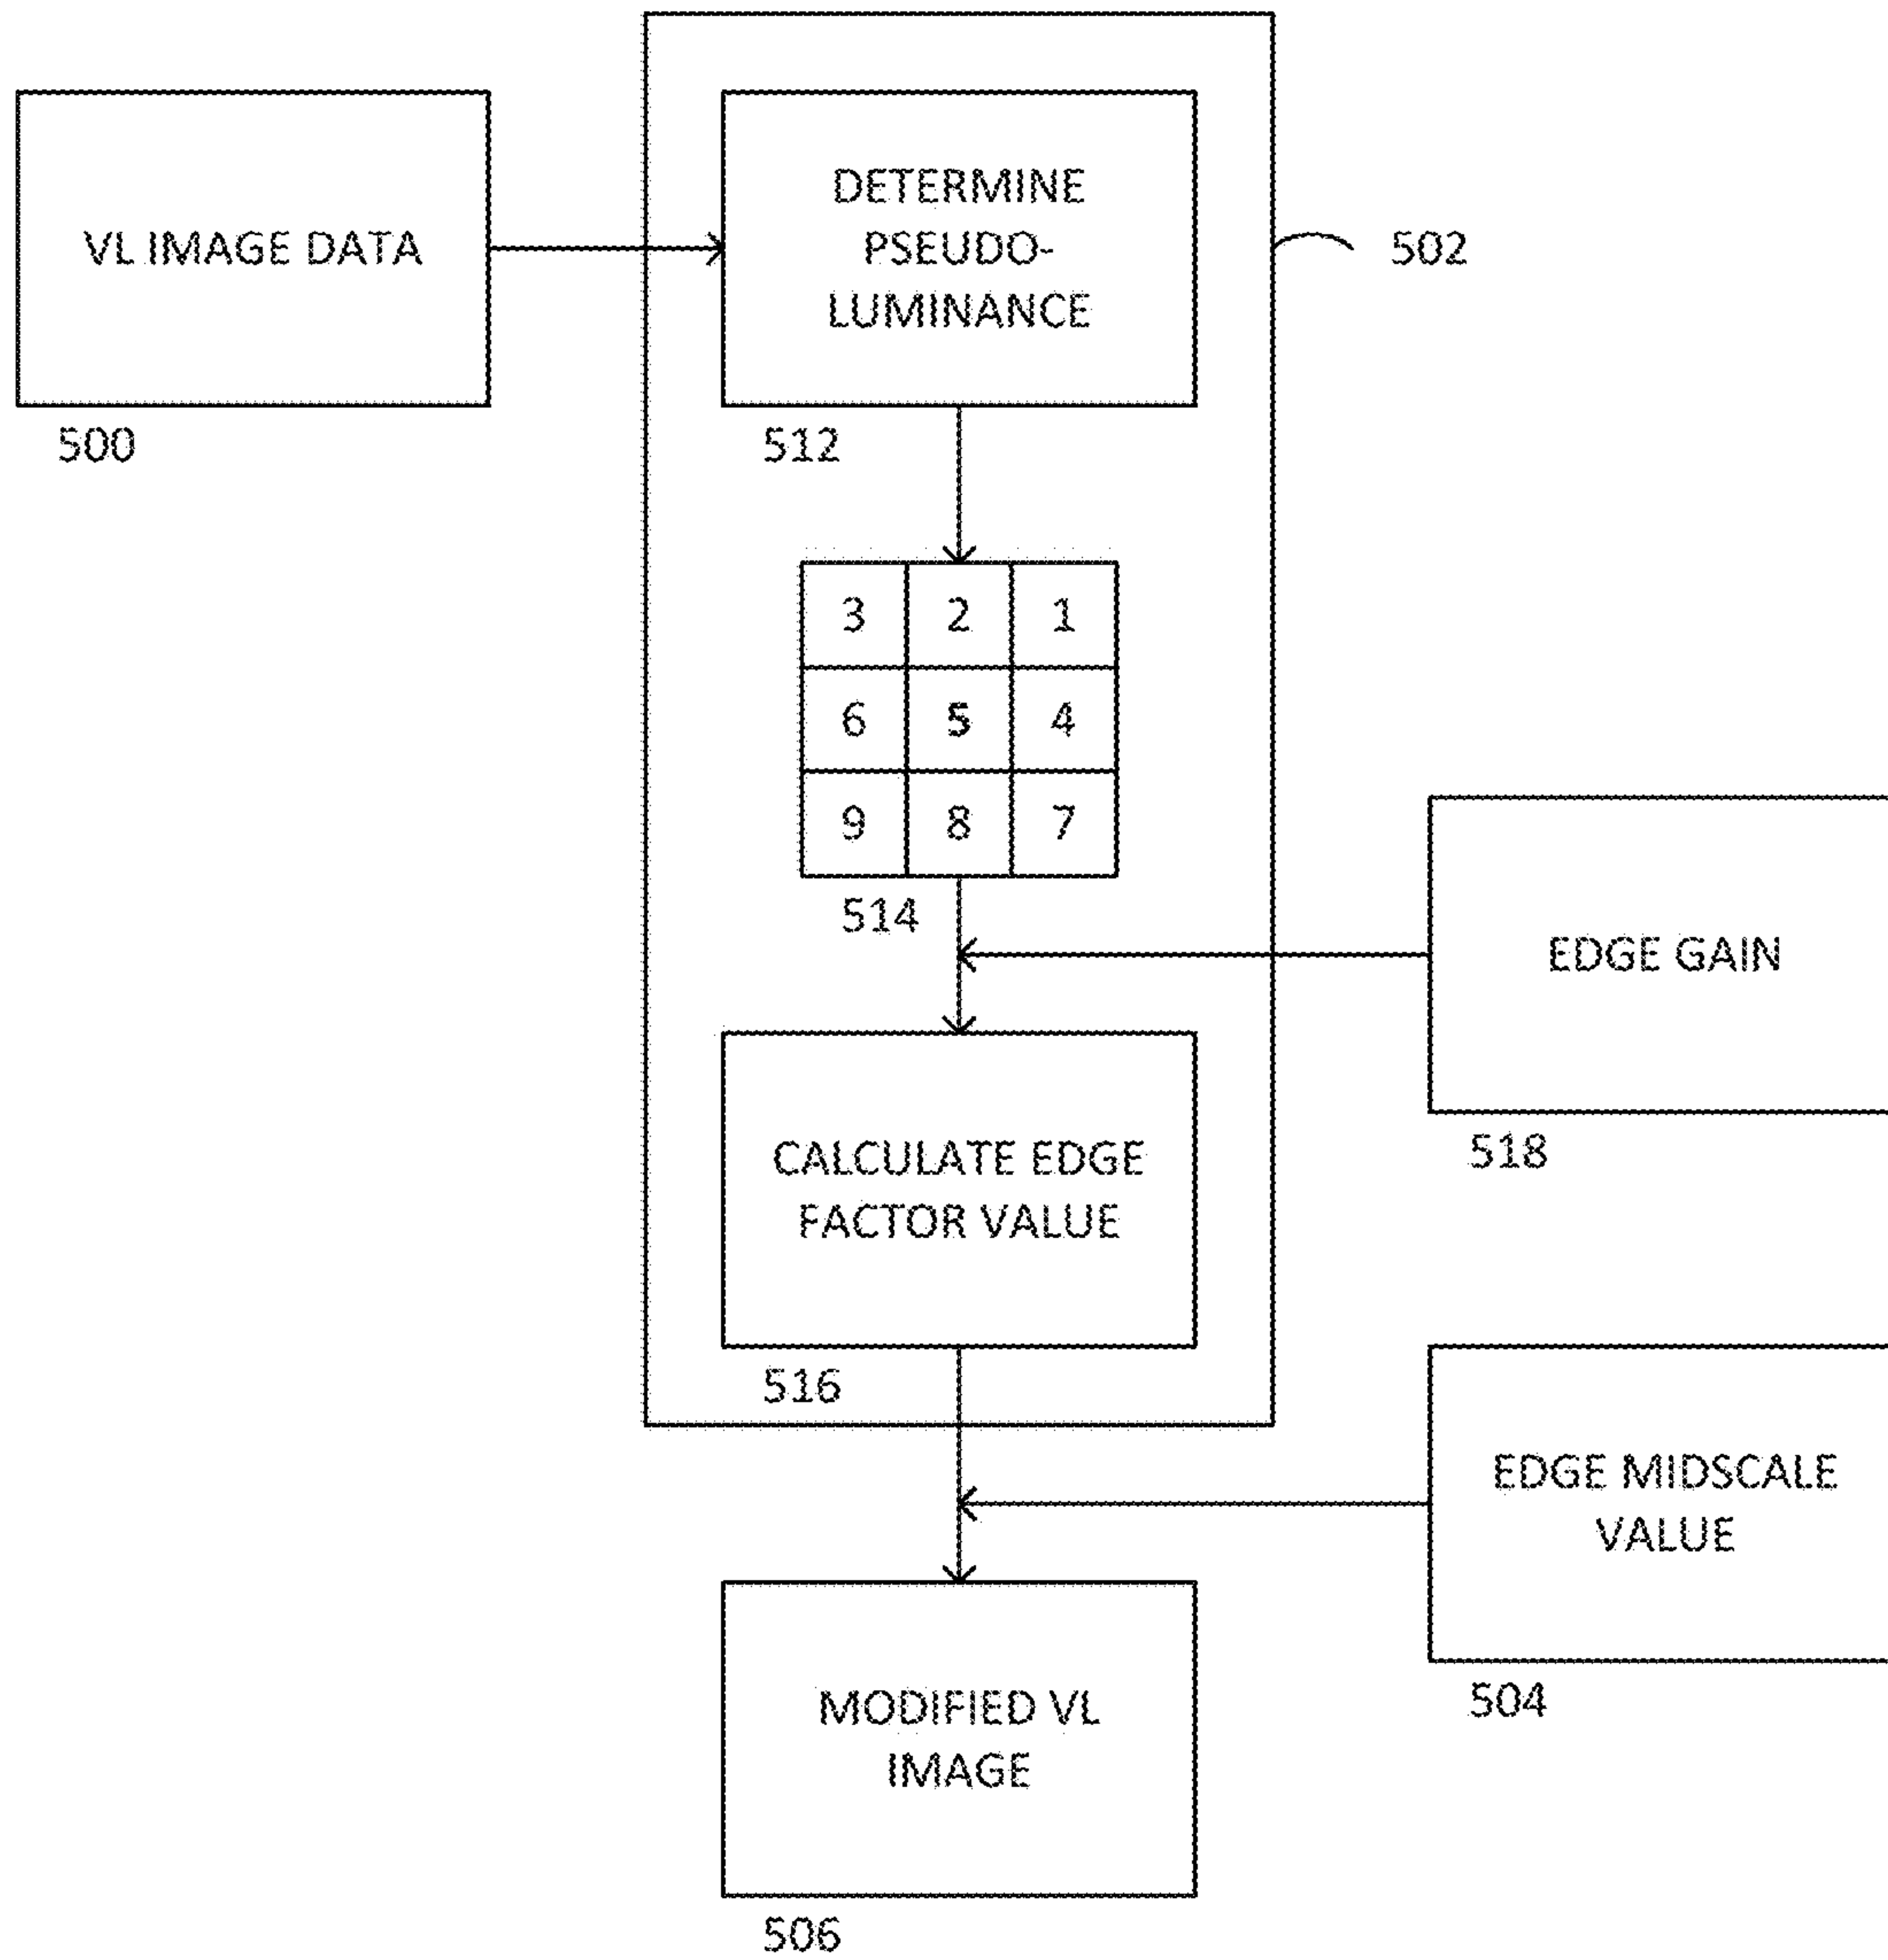 VL IMAGE DATA
500
DETERMINE
PSEUDO-
LUMINANCE
502
512
3 2 1
6 5 4
9 8 7
514
EDGE GAIN
518
CALCULATE EDGE
FACTOR VALUE
516
EDGE MIDSCALE
VALUE
504
MODIFIED VL
IMAGE
506